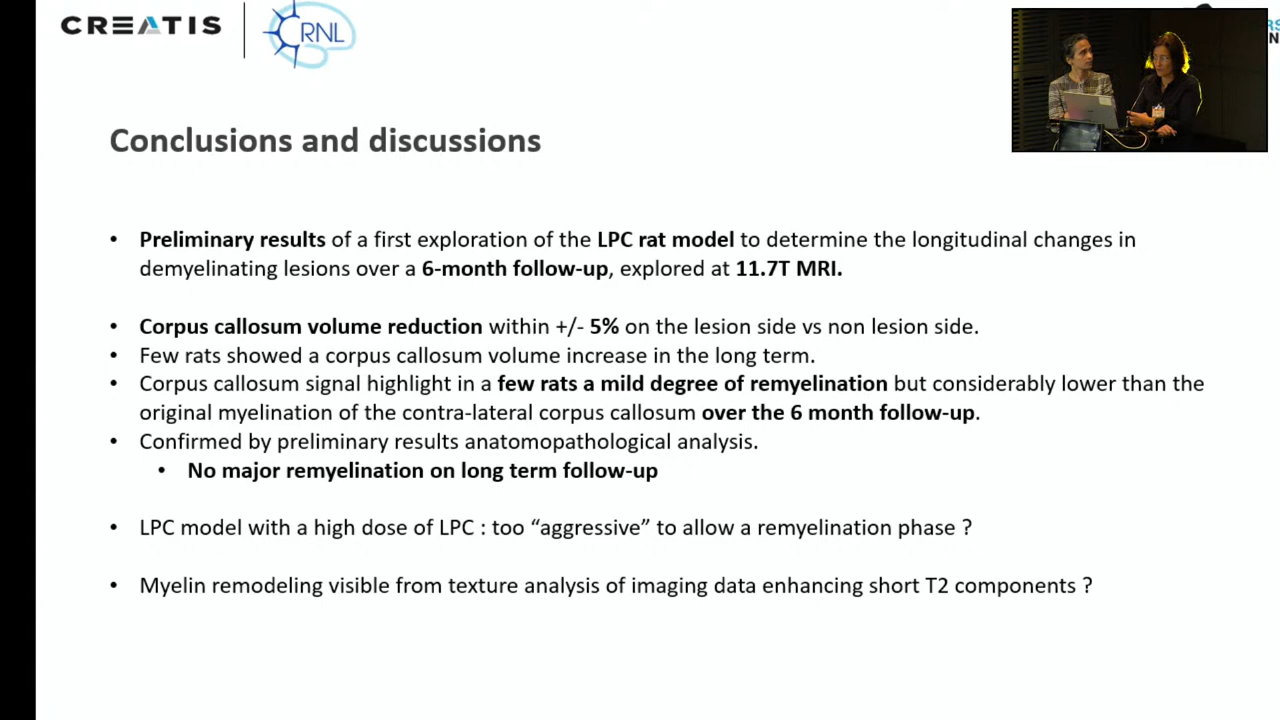 CREATIS
CRNL
RS
N
Conclusions and discussions
• Preliminary results of a first exploration of the LPC rat model to determine the longitudinal changes in
demyelinating lesions over a 6-month follow-up, explored at 11.7T MRI.
• Corpus callosum volume reduction within +/- 5% on the lesion side vs non lesion side.
• Few rats showed a corpus callosum volume increase in the long term.
• Corpus callosum signal highlight in a few rats a mild degree of remyelination but considerably lower than the
original myelination of the contra-lateral corpus callosum over the 6 month follow-up.
• Confirmed by preliminary results anatomopathological analysis.
• No major remyelination on long term follow-up
• LPC model with a high dose of LPC : too “aggressive” to allow a remyelination phase ?
• Myelin remodeling visible from texture analysis of imaging data enhancing short T2 components ?